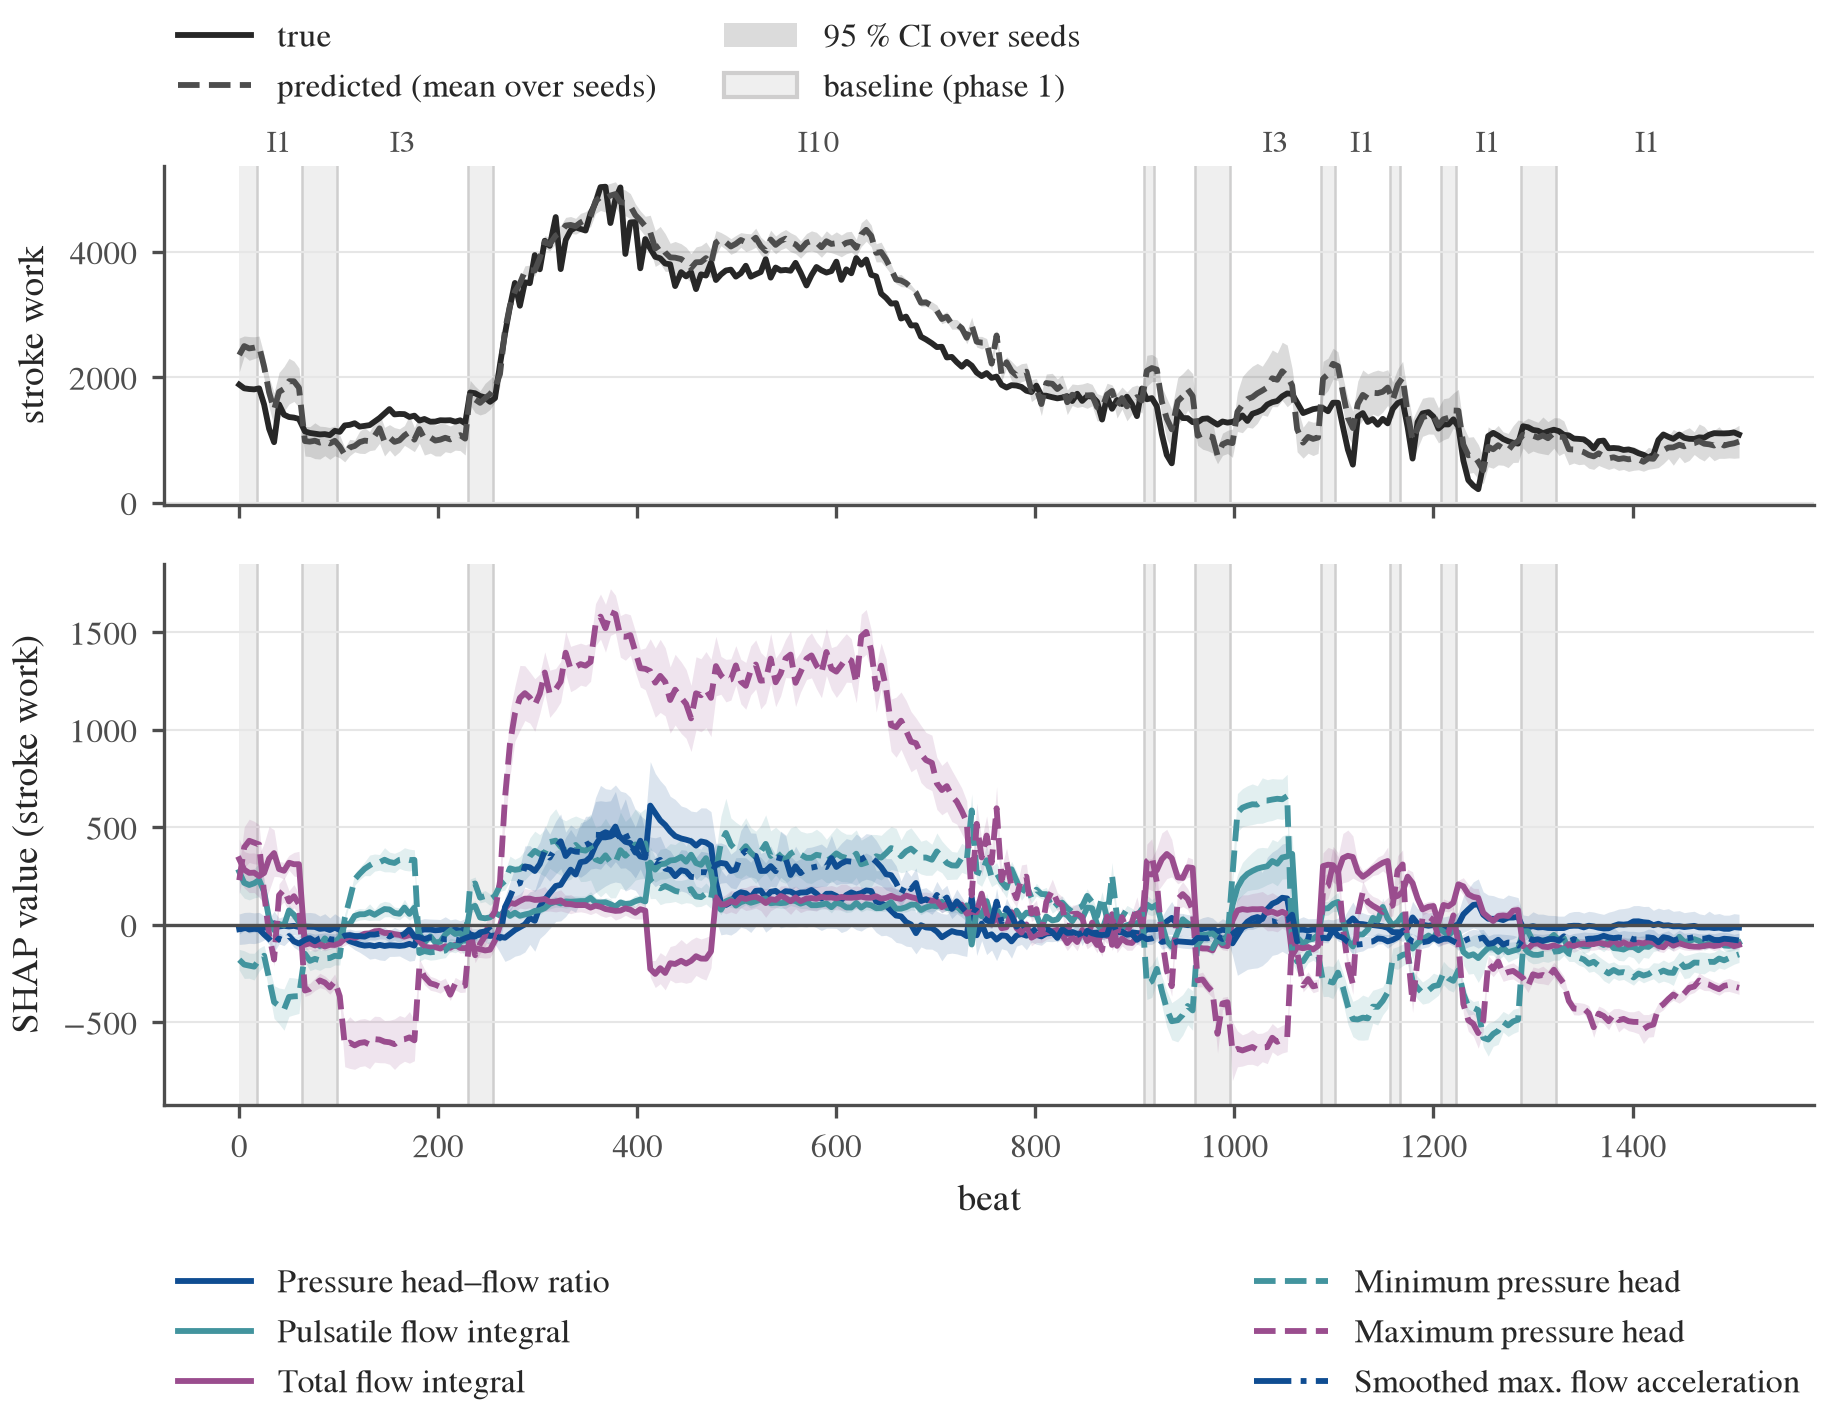 true
95 % CI over seeds
predicted (mean over seeds)
baseline (phase 1)
I1 I3 I10 I3 I1 I1 I1
stroke work
4000
2000
0
SHAP value (stroke work)
1500
1000
500
0
−500
0 200 400 600 800 1000 1200 1400
beat
Pressure head–flow ratio
Minimum pressure head
Pulsatile flow integral
Maximum pressure head
Total flow integral
Smoothed max. flow acceleration